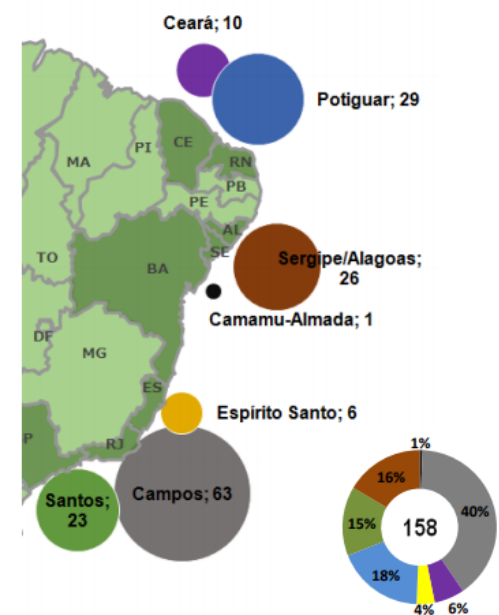 Ceará; 10
Potiguar; 29
CE
PI
MA
RN
PB
PE
AL
SE
Sergipe/Alagoas;
26
TO
BA
Camamu-Almada; 1
DF
MG
ES
Espírito Santo; 6
P
RJ
Campos; 63
Santos;
23
1%
16%
40%
15%
158
18%
4%
6%